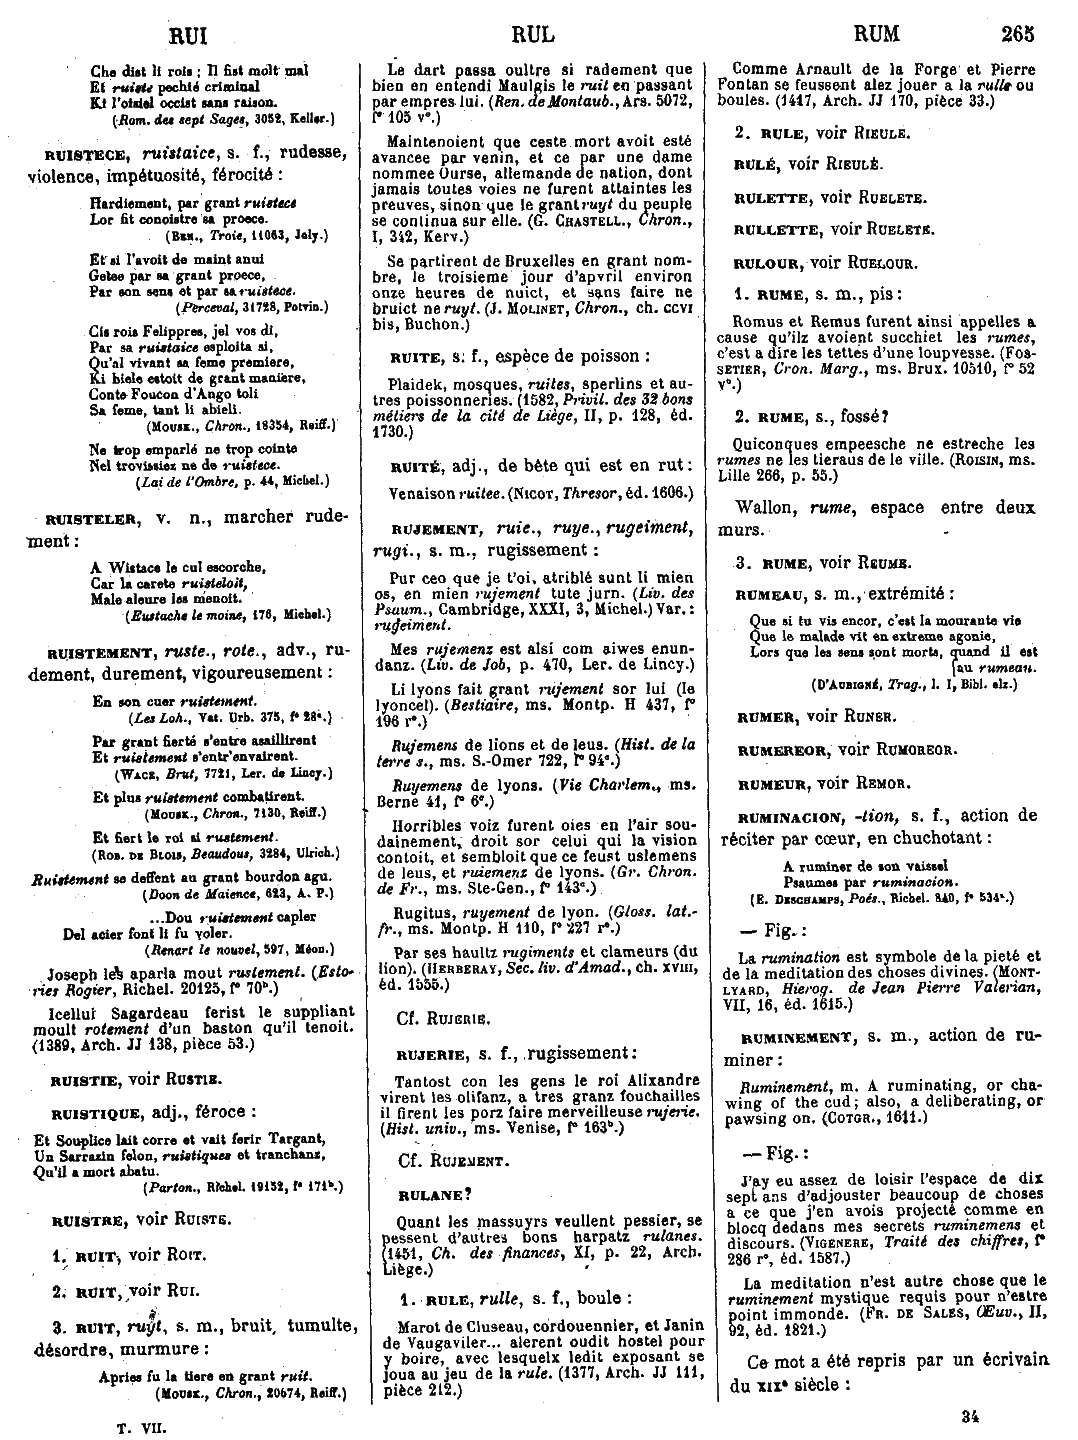 RUI
RUL
RUM
265
Che dist li rois ; Il fist molt mal
Et ruiste pechié criminal
Ki l'oisiel occist sans raison.
(Rom. des sept Sages, 3052, Keller.)
RUISTECE, ruistaice, s. f., rudesse,
violence, impétuosité, férocité :
Hardiement, par grant ruistece
Lor fit conoistre sa proece.
(BEN., Troie, 11063, Joly.)
Et si l'avoit de maint anui
Getee par sa grant proece,
Par son sens et par sa ruistece.
(Perceval, 31728, Potvin.)
Cis rois Felippres, jel vos di,
Par sa ruistaice esploita si,
Qu'al vivant sa feme premiere,
Ki biele estoit de grant maniere,
Conte Foucon d'Ango toli
Sa feme, tant li abieli.
(MOUSK., Chron., 18354, Reiff.)
Ne trop emparlé ne trop cointe
Nel trovissiez ne de ruistece.
(Lai de l'Ombre, p. 44, Michel.)
RUISTELER, v. n., marcher rude-
ment :
A Wistace le cul escorche,
Car la carete ruisteloit,
Male aleure les menoit.
(Eustache le moine, 176, Michel.)
RUISTEMENT, ruste., rote., adv., ru-
dement, durement, vigoureusement :
En son cuer ruistement.
(Les Loh., Vat. Urb. 375, f° 28c.)
Par grant fierté s'entre asaillirent
Et ruistement s'entr'envairent.
(WACE, Brut, 7721, Ler. de Lincy.)
Et plus ruistement combatirent.
(MOUSK., Chron., 7130, Reiff.)
Et fiert le roi si rustement.
(ROB. DE BLOIS, Beaudous, 3284, Ulrich.)
Ruistement se deffent au grant bourdon agu.
(Doon de Maience, 623, A. P.)
...Dou ruistement capler
Del acier font li fu voler.
(Renart le nouvel, 597, Méon.)
Joseph les aparla mout rustement. (Esto-
ries Rogier, Richel. 20125, f° 70b.)
Icellui Sagardeau ferist le suppliant
moult rotement d'un baston qu'il tenoit.
(1389, Arch. JJ 138, pièce 53.)
RUISTIE, voir RUSTIE.
RUISTIQUE, adj., féroce :
Et Souplice lait corre et vait ferir Targant,
Un Sarrazin felon, ruistiques et tranchanz,
Qu'il a mort abatu.
(Parton., Richel. 19152, f° 171b.)
RUISTRE, voir RUISTE.
1. RUIT, voir ROIT.
2. RUIT, voir RUI.
3. RUIT, ruyt, s. m., bruit, tumulte,
désordre, murmure :
Apries fu la tiere en grant ruit.
(MOUSK., Chron., 20674, Reiff.)
T. VII.
Le dart passa oultre si radement que
bien en entendi Maulgis le ruit en passant
par empres lui. (Ren. de Montaub., Ars. 5072,
f° 105 v°.)
Maintenoient que ceste mort avoit esté
avancee par venin, et ce par une dame
nommee Ourse, allemande de nation, dont
jamais toutes voies ne furent attaintes les
preuves, sinon que le grant ruyt du peuple
se continua sur elle. (G. CHASTELL., Chron.,
I, 342, Kerv.)
Se partirent de Bruxelles en grant nom-
bre, le troisieme jour d'apvril environ
onze heures de nuict, et sans faire ne
bruict ne ruyt. (J. MOLINET, Chron., ch. CCVI
bis, Buchon.)
RUITE, s. f., espèce de poisson :
Plaidek, mosques, ruites, sperlins et au-
tres poissonneries. (1582, Privil. des 32 bons
métiers de la cité de Liège, II, p. 128, éd.
1730.)
RUITÉ, adj., de bête qui est en rut :
Venaison ruitee. (NICOT, Thresor, éd. 1606.)
RUJEMENT, ruie., ruye., rugeiment,
rugi., s. m., rugissement :
Pur ceo que je t'oi, atriblé sunt li mien
os, en mien rujement tute jurn. (Liv. des
Psaum., Cambridge, XXXI, 3, Michel.) Var. :
rugeiment.
Mes rujemenz est alsi com aiwes enun-
danz. (Liv. de Job, p. 470, Ler. de Lincy.)
Li lyons fait grant rujement sor lui (le
lyoncel). (Bestiaire, ms. Montp. H 437, f°
196 r°.)
Rujemens de lions et de leus. (Hist. de la
terre s., ms. S.-Omer 722, f° 94c.)
Ruyemens de lyons. (Vie Charlem., ms.
Berne 41, f° 6c.)
Horribles voiz furent oies en l'air sou-
dainement, droit sor celui qui la vision
contoit, et sembloit que ce feust uslemens
de leus, et ruiemenz de lyons. (Gr. Chron.
de Fr., ms. Ste-Gen., f° 143c.)
Rugitus, ruyement de lyon. (Gloss. lat.-
fr., ms. Montp. H 110, f° 227 r°.)
Par ses haultz rugiments et clameurs (du
lion). (HERBERAY, Sec. liv. d'Amad., ch. XVIII,
éd. 1555.)
Cf. RUJERIE.
RUJERIE, s. f., rugissement :
Tantost con les gens le roi Alixandre
virent les olifanz, a tres granz fouchailles
il firent les porz faire merveilleuse rujerie.
(Hist. univ., ms. Venise, f° 163b.)
Cf. RUJEMENT.
RULANE?
Quant les massuyrs veullent pessier, se
pessent d'autres bons harpatz rulanes.
(1451, Ch. des finances, XI, p. 22, Arch.
Liège.)
1. RULE, rulle, s. f., boule :
Marot de Cluseau, cordouennier, et Janin
de Vaugaviler... alerent oudit hostel pour
y boire, avec lesquelx ledit exposant se
joua au jeu de la rule. (1377, Arch. JJ 111,
pièce 212.)
Comme Arnault de la Forge et Pierre
Fontan se feussent alez jouer a la rulle ou
boules. (1417, Arch. JJ 170, pièce 33.)
2. RULE, voir RIEULE.
RULÉ, voir RIEULÉ.
RULETTE, voir RUELETE.
RULLETTE, voir RUELETE.
RULOUR, voir RUELOUR.
1. RUME, s. m., pis :
Romus et Remus furent ainsi appelles a
cause qu'ilz avoient succhiet les rumes,
c'est a dire les tettes d'une loupvesse. (FOS-
SETIER, Cron. Marg., ms. Brux. 10510, f° 52
v°.)
2. RUME, s., fossé?
Quiconques empeesche ne estreche les
rumes ne les tieraus de le ville. (ROISIN, ms.
Lille 266, p. 55.)
Wallon, rume, espace entre deux
murs.
3. RUME, voir REUME.
RUMEAU, s. m., extrémité :
Que si tu vis encor, c'est la mourante vie
Que le malade vit en extreme agonie,
Lors que les sens sont morts, quand il est
[au rumeau.
(D'AUBIGNÉ, Trag., l. I, Bibl. elz.)
RUMER, voir RUNER.
RUMEREOR, voir RUMOREOR.
RUMEUR, voir REMOR.
RUMINACION, -tion, s. f., action de
réciter par cœur, en chuchotant :
A ruminer de son vaissel
Psaumes par ruminacion.
(E. DESCHAMPS, Poés., Richel. 840, f° 534a.)
— Fig. :
La rumination est symbole de la pieté et
de la meditation des choses divines. (MONT-
LYARD, Hierog. de Jean Pierre Valerian,
VII, 16, éd. 1615.)
RUMINEMENT, s. m., action de ru-
miner :
Ruminement, m. A ruminating, or cha-
wing of the cud; also, a deliberating, or
pawsing on. (COTGR., 1611.)
— Fig. :
J'ay eu assez de loisir l'espace de dix
sept ans d'adjouster beaucoup de choses
a ce que j'en avois projecté comme en
blocq dedans mes secrets ruminemens et
discours. (VIGENERE, Traité des chiffres, f°
286 r°, éd. 1587.)
La meditation n'est autre chose que le
ruminement mystique requis pour n'estre
point immonde. (FR. DE SALES, Œuv., II,
92, éd. 1821.)
Ce mot a été repris par un écrivain
du XIXe siècle :
34